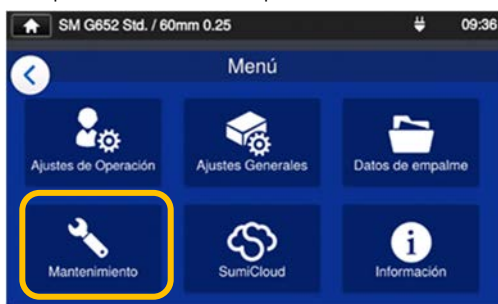 SM G652 Std. / 60mm 0.25
09:36
Menú
Ajustes de Operación
Ajustes Generales
Datos de empalme
Mantenimiento
SumiCloud
Información